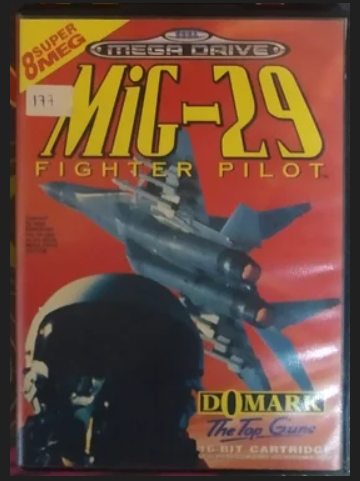 8 SUPER
MEG
SEGA
MEGA DRIVE
177
MiG-29
FIGHTER PILOT
DOMARK
The Top Guns
16-BIT CARTRIDGE